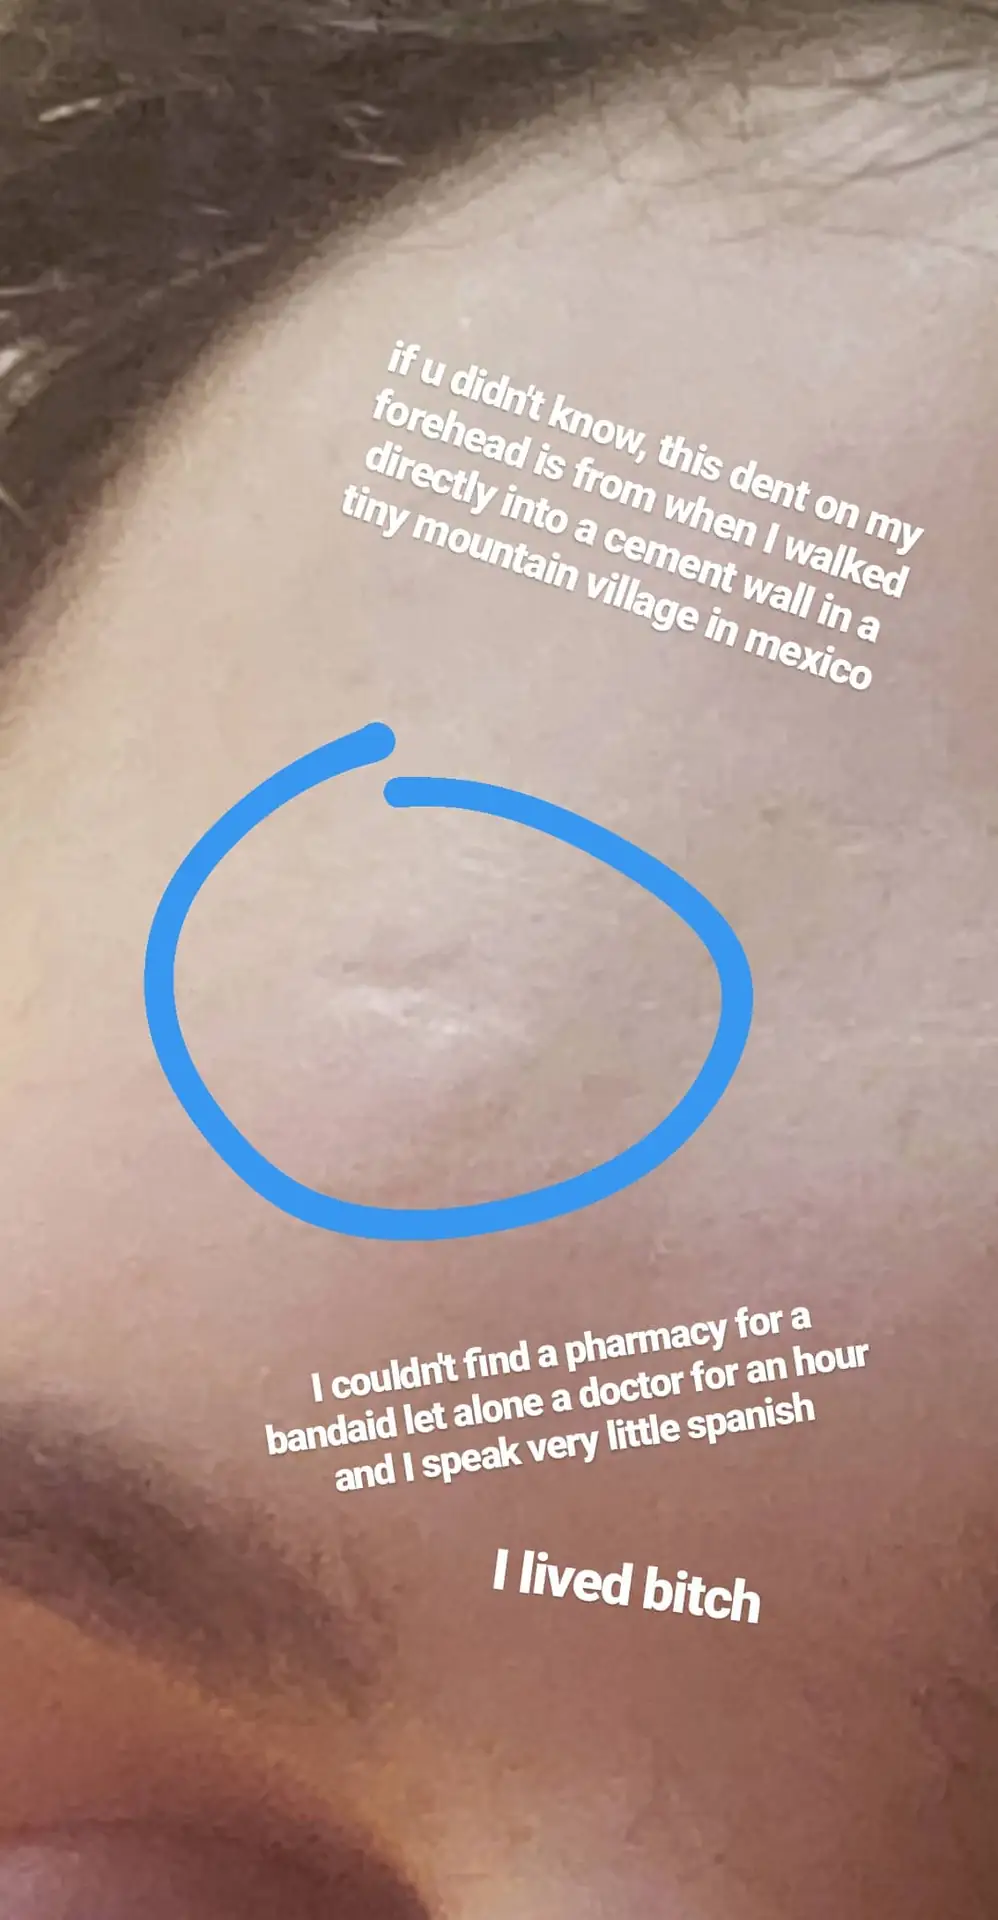 if u didn't know, this dent on my
forehead is from when I walked
directly into a cement wall in a
tiny mountain village in mexico
I couldn't find a pharmacy for a
bandaid let alone a doctor for an hour
and I speak very little spanish
I lived bitch